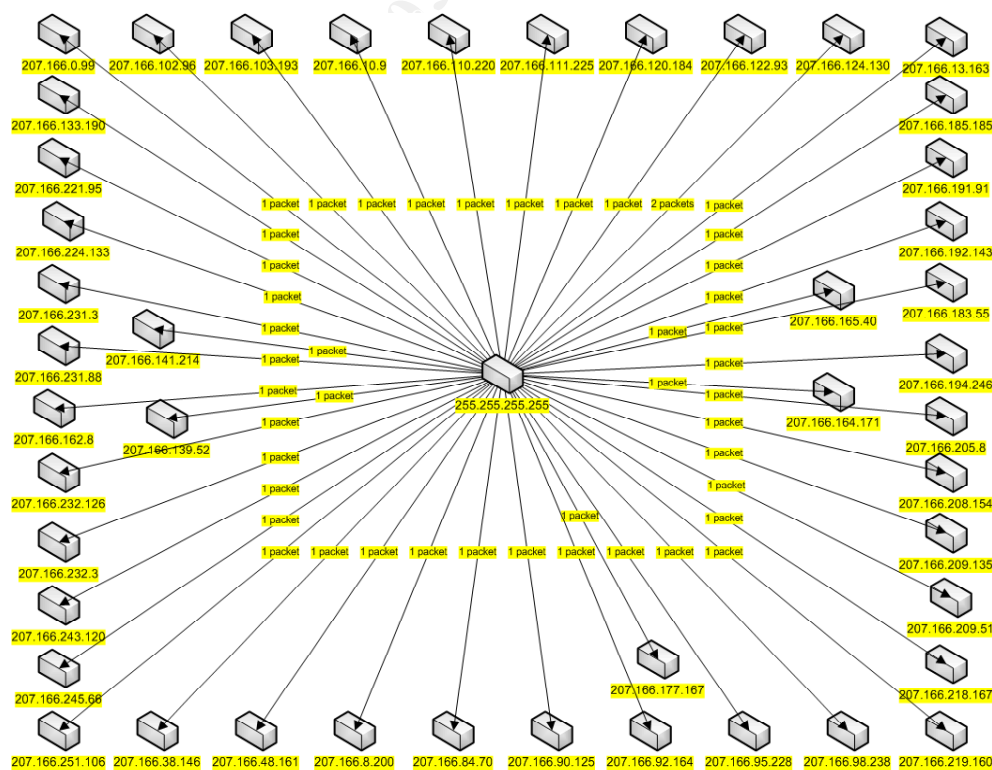 207.166.0.99 207.166.102.96 207.166.103.193 207.166.10.9 207.166.110.220 207.166.111.225 207.166.120.184 207.166.122.93 207.166.124.130 207.166.13.163
207.166.133.190 207.166.185.185
207.166.221.95 207.166.191.91
1 packet 1 packet 1 packet 1 packet 1 packet 1 packet 1 packet 1 packet 2 packets 1 packet
1 packet 1 packet
207.166.224.133 207.166.192.143
1 packet 1 packet
1 packet 1 packet
207.166.231.3 207.166.165.40 207.166.183.55
1 packet 1 packet 1 packet
207.166.141.214 1 packet
207.166.231.88 1 packet 207.166.194.246
1 packet 1 packet 1 packet 1 packet
255.255.255.255
207.166.162.8 207.166.139.52 1 packet 207.166.164.171 1 packet 207.166.205.8
1 packet 1 packet
207.166.232.126 1 packet 1 packet 207.166.208.154
1 packet 1 packet 1 packet
207.166.232.3 1 packet 1 packet 1 packet 1 packet 1 packet 1 packet 1 packet 1 packet 1 packet 1 packet 207.166.209.135
207.166.243.120 207.166.209.51
207.166.245.66 207.166.177.167 207.166.218.167
207.166.251.106 207.166.38.146 207.166.48.161 207.166.8.200 207.166.84.70 207.166.90.125 207.166.92.164 207.166.95.228 207.166.98.238 207.166.219.160